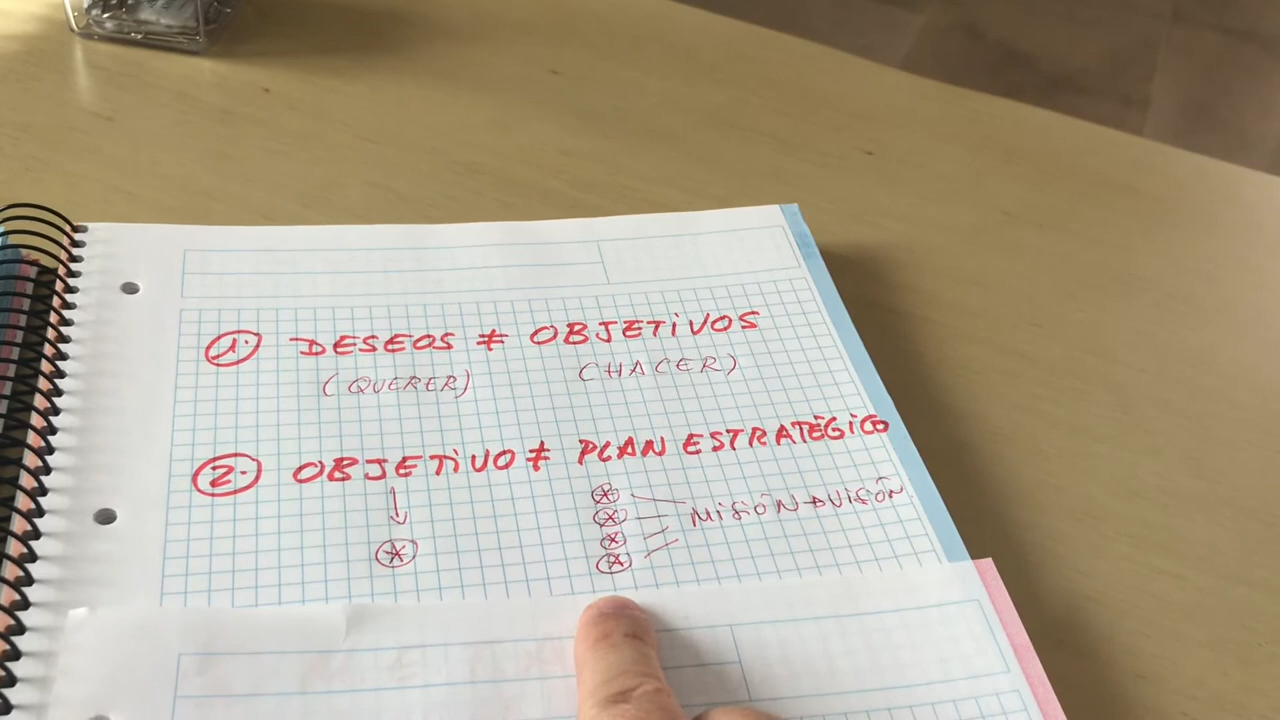 1. DESEOS ≠ OBJETIVOS
(QUERER) (HACER)
2. OBJETIVO ≠ PLAN ESTRATÉGICO
MISIÓN → VISIÓN